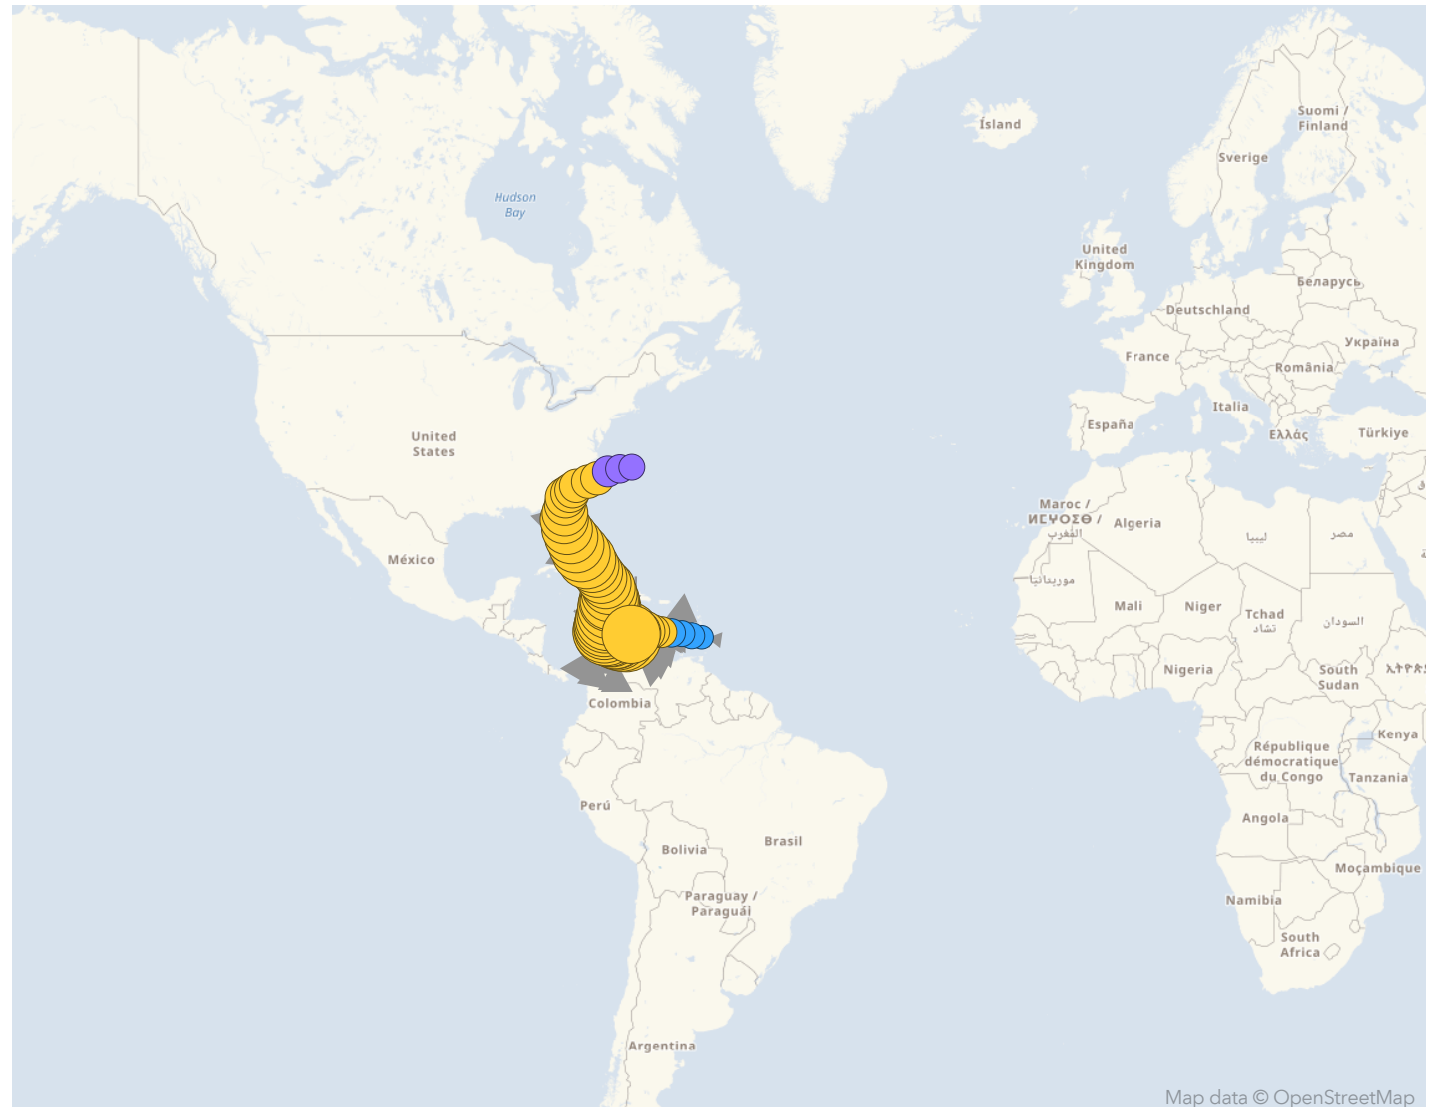 Suomi /
Finland
Ísland
Sverige
Hudson
Bay
United
Kingdom
Беларусь
Deutschland
Україна
France
România
Italia
United
States
España
Ελλάς
Türkiye
Maroc /
ⵍⵎⵖⵔⵉⴱ /
المغرب
Algeria
ليبيا
مصر
México
موريتانيا
Mali
Niger
Tchad
تشاد
السودان
Nigeria
South
Sudan
Colombia
Kenya
République
démocratique
du Congo
Tanzania
Perú
Angola
Brasil
Bolivia
Moçambique
Paraguay /
Paraguái
Namibia
South
Africa
Argentina
Map data © OpenStreetMap